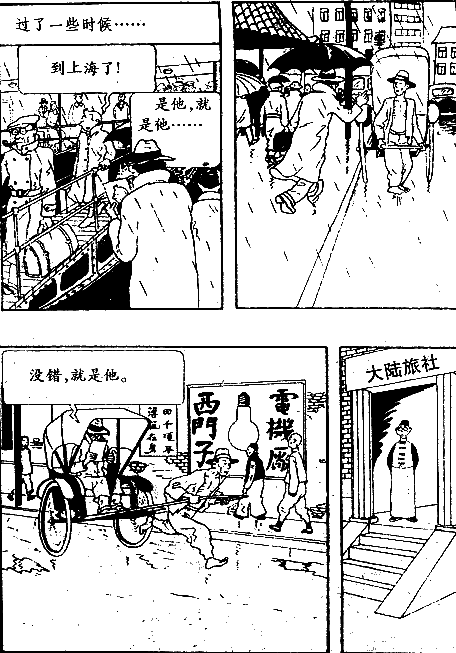 过了一些时候……
到上海了!
是他,就
是他……
没错,就是他。
西門子
電機廠
大陆旅社